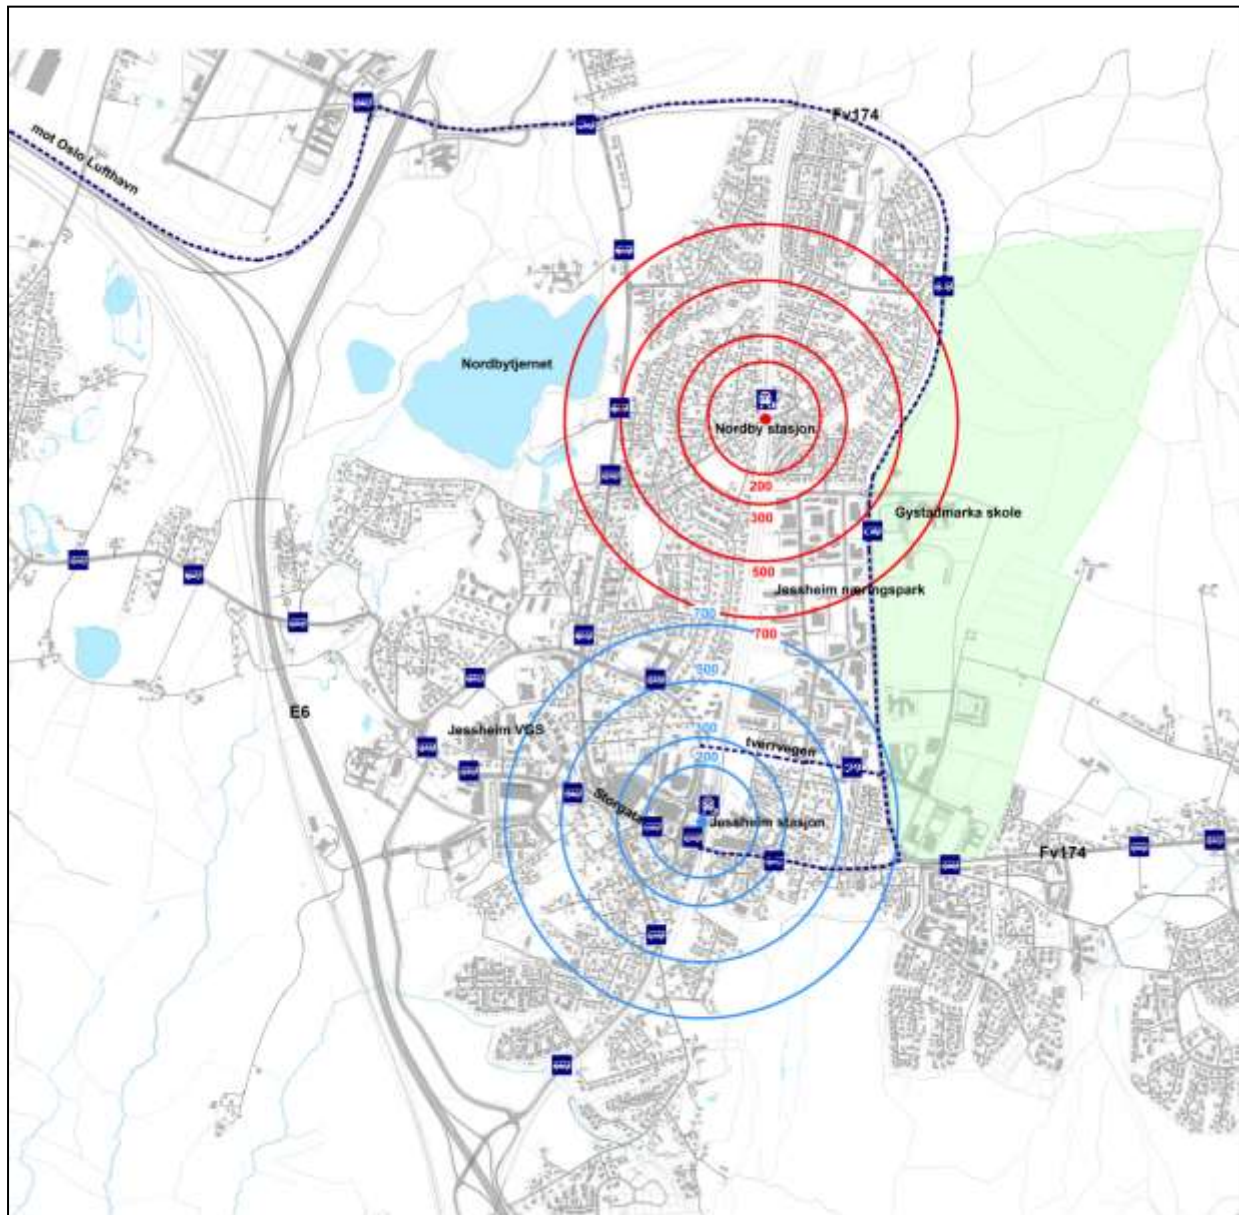 Fv174
mot Oslo Lufthavn
Nordbytjernet
Nordby stasjon
200
300
Gystadmarka skole
500
Jessheim næringspark
700
700
500
E6
Jessheim VGS
300
tverrvegen
200
Storgata
Jessheim stasjon
Fv174